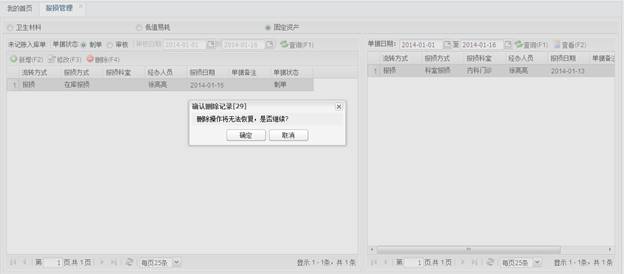 我的首页 报损管理
卫生材料 低值易耗 固定资产
未记账入库单 单据状态: 制单 审核 审核日期: 2014-01-01 到 2014-01-16 查询(F1)
新增(F2) 修改(F3) 删除(F4)
流转方式 报损方式 报损科室 经办人员 报损日期 单据备注 单据状态
1 报损 在库报损 徐高高 2014-01-15 制单
单据日期: 2014-01-01 至 2014-01-16 查询(F1) 查看(F2)
流转方式 报损方式 报损科室 经办人员 报损日期 单据备注
1 报损 科室报损 内科门诊 徐高高 2014-01-13
确认删除记录[29]
删除操作将无法恢复，是否继续?
确定 取消
第 1 页,共 1 页 每页25条 显示 1 - 1条，共 1 条
第 1 页,共 1 页 每页25条 显示 1 - 1条，共 1 条